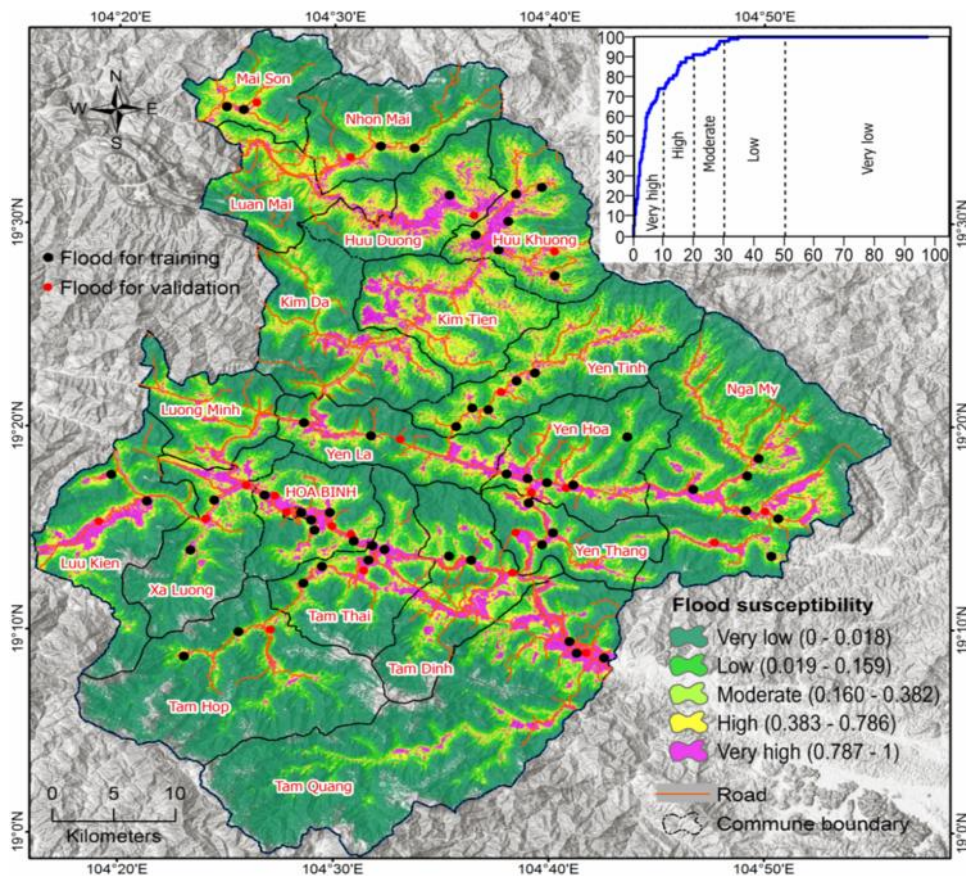 104°20'E 104°30'E 104°40'E 104°50'E
N
W E
S
Mai Son
Nhon Mai
Luan Mai
19°30'N 19°30'N
Huu Duong
Huu Khuong
Flood for training
Flood for validation
Kim Da
Kim Tien
Yen Tinh
Nga My
Luong Minh
19°20'N 19°20'N
Yen Hoa
Yen La
HOA BINH
Luu Kien
Yen Thang
Xa Luong
Tam Thai
19°10'N 19°10'N
Tam Dinh
Tam Hop
Tam Quang
19°0'N 19°0'N
100
90
80
70
60
50
40
30
20
10
0
Very high
High
Moderate
Low
Very low
0 10 20 30 40 50 60 70 80 90 100
Flood susceptibility
Very low (0 - 0.018)
Low (0.019 - 0.159)
Moderate (0.160 - 0.382)
High (0.383 - 0.786)
Very high (0.787 - 1)
Road
Commune boundary
0 5 10
Kilometers
104°20'E 104°30'E 104°40'E 104°50'E